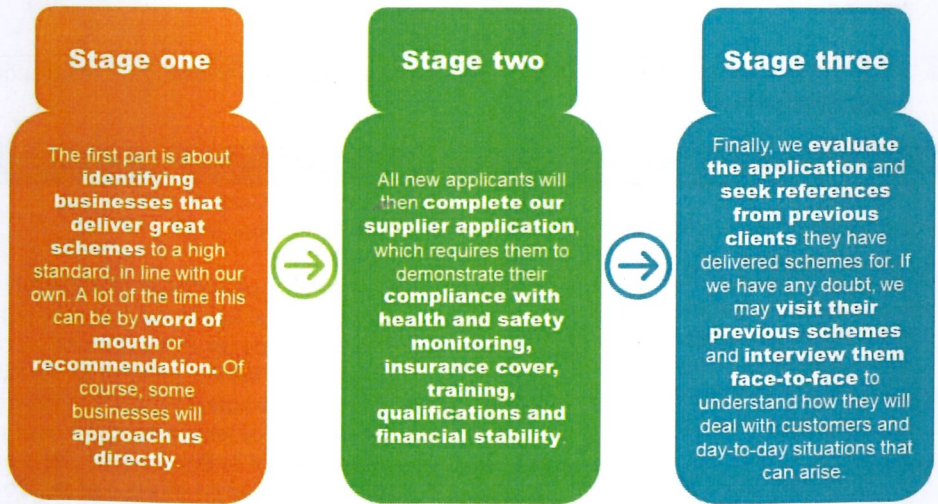 Stage one
The first part is about
identifying
businesses that
deliver great
schemes to a high
standard, in line with our
own. A lot of the time this
can be by word of
mouth or
recommendation. Of
course, some
businesses will
approach us
directly.
Stage two
All new applicants will
then complete our
supplier application,
which requires them to
demonstrate their
compliance with
health and safety
monitoring,
insurance cover,
training,
qualifications and
financial stability.
Stage three
Finally, we evaluate
the application and
seek references
from previous
clients they have
delivered schemes for. If
we have any doubt, we
may visit their
previous schemes
and interview them
face-to-face to
understand how they will
deal with customers and
day-to-day situations that
can arise.